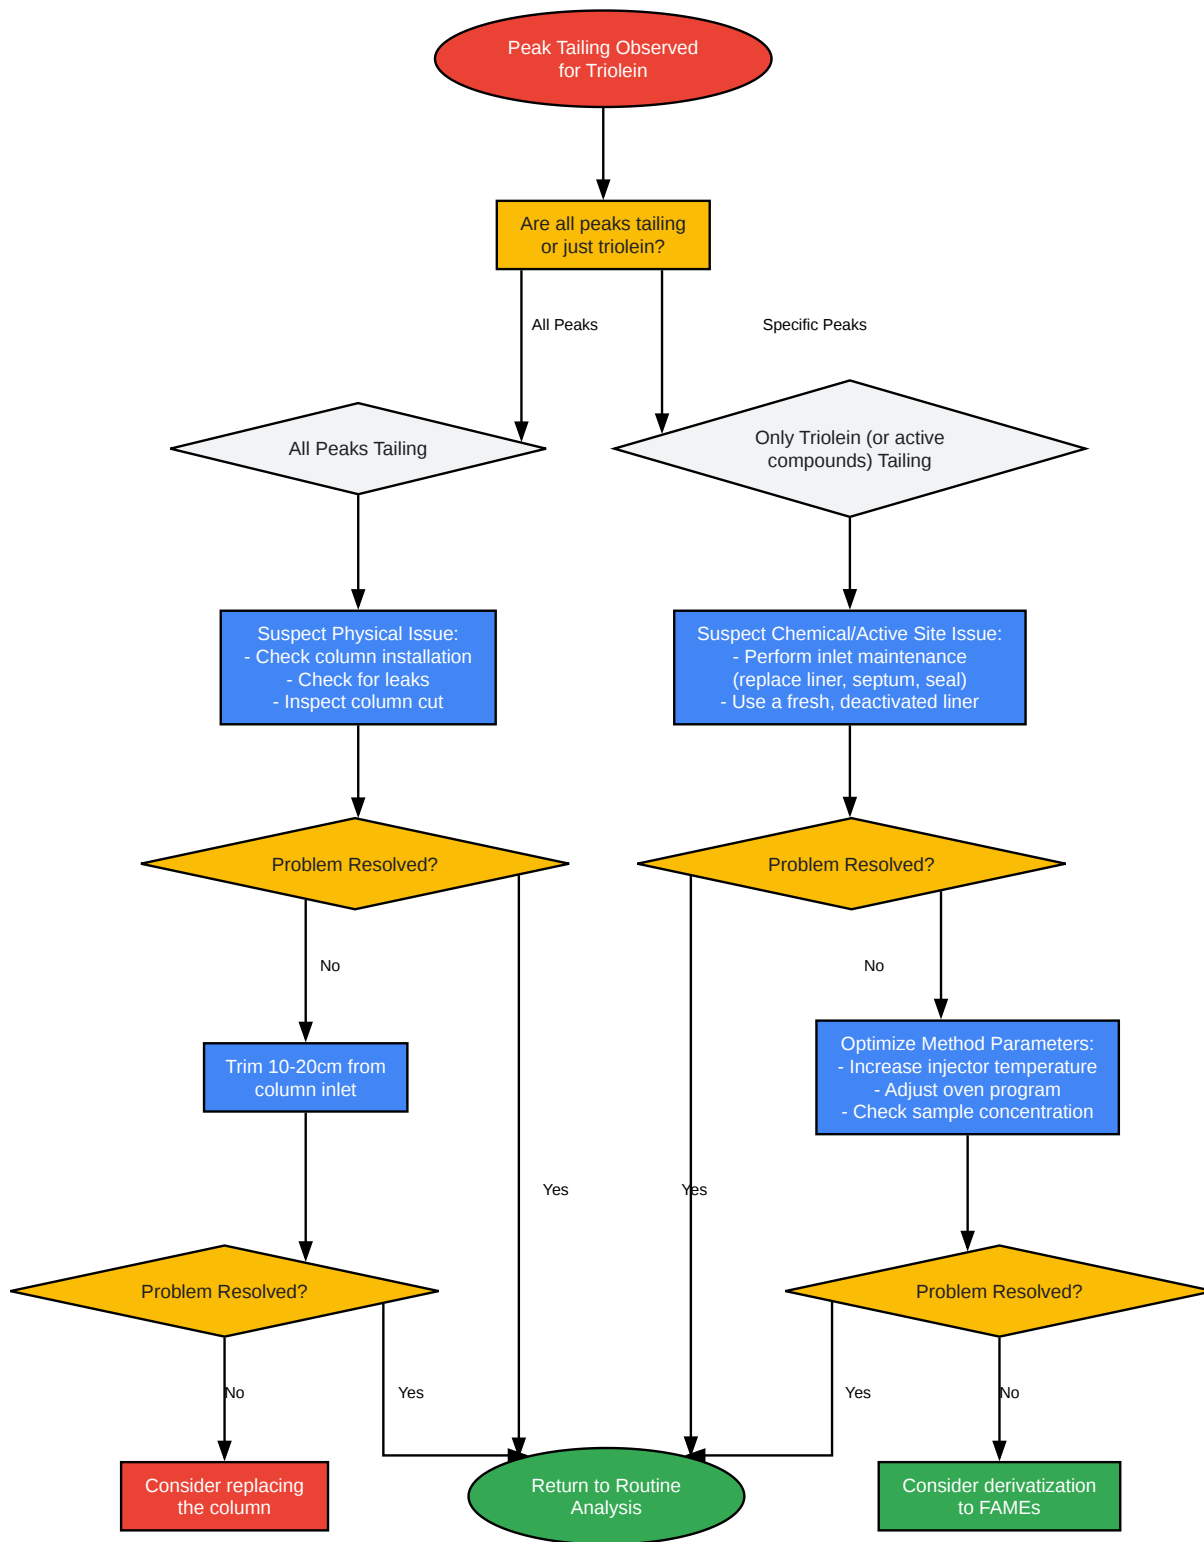 Peak Tailing Observed
for Triolein
Are all peaks tailing
or just triolein?
All Peaks
Specific Peaks
All Peaks Tailing
Only Triolein (or active
compounds) Tailing
Suspect Physical Issue:
- Check column installation
- Check for leaks
- Inspect column cut
Suspect Chemical/Active Site Issue:
- Perform inlet maintenance
(replace liner, septum, seal)
- Use a fresh, deactivated liner
Problem Resolved?
Problem Resolved?
No
No
Trim 10-20cm from
column inlet
Optimize Method Parameters:
- Increase injector temperature
- Adjust oven program
- Check sample concentration
Yes
Yes
Problem Resolved?
Problem Resolved?
No
Yes
Yes
No
Consider replacing
the column
Return to Routine
Analysis
Consider derivatization
to FAMEs